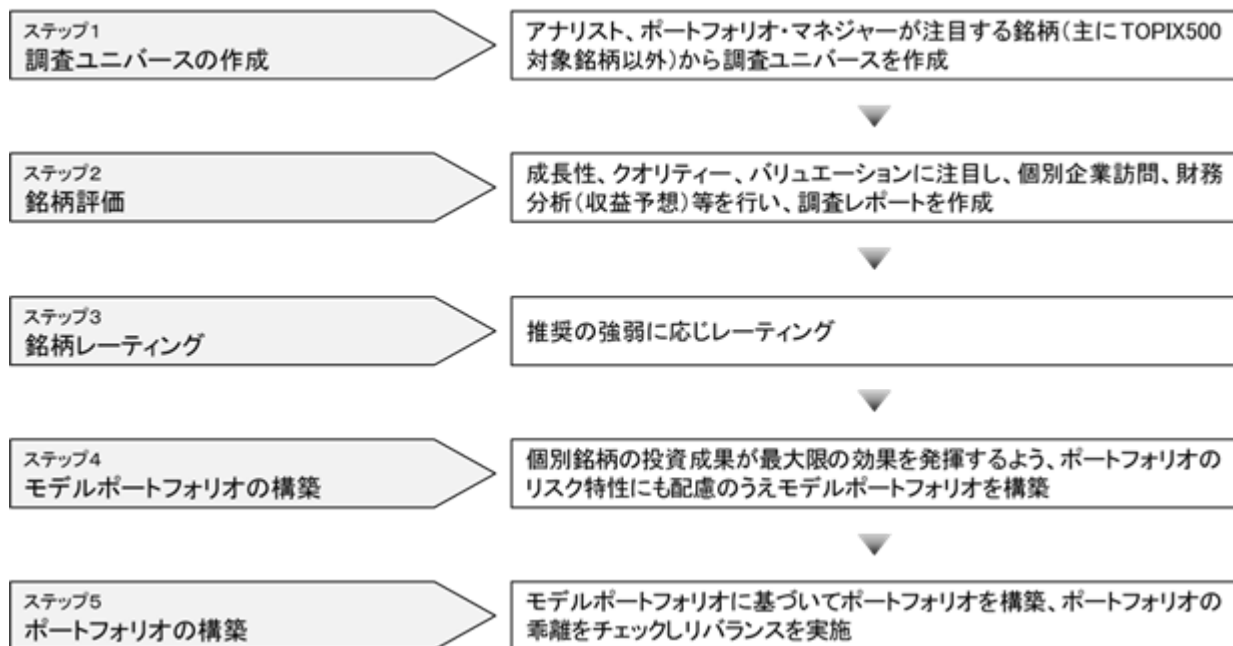 ステップ1
調査ユニバースの作成
アナリスト、ポートフォリオ・マネジャーが注目する銘柄(主にTOPIX500
対象銘柄以外)から調査ユニバースを作成
ステップ2
銘柄評価
成長性、クオリティー、バリュエーションに注目し、個別企業訪問、財務
分析(収益予想)等を行い、調査レポートを作成
ステップ3
銘柄レーティング
推奨の強弱に応じレーティング
ステップ4
モデルポートフォリオの構築
個別銘柄の投資成果が最大限の効果を発揮するよう、ポートフォリオの
リスク特性にも配慮のうえモデルポートフォリオを構築
ステップ5
ポートフォリオの構築
モデルポートフォリオに基づいてポートフォリオを構築、ポートフォリオの
乖離をチェックしリバランスを実施